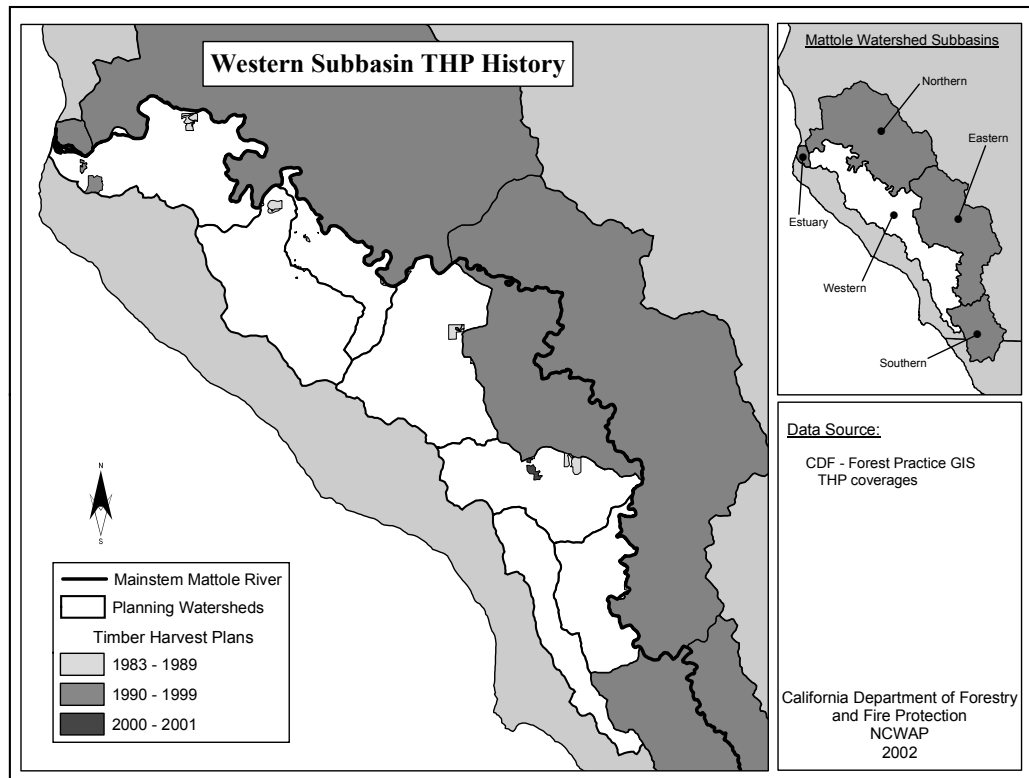 Western Subbasin THP History
N
S
Mainstem Mattole River
Planning Watersheds
Timber Harvest Plans
1983 - 1989
1990 - 1999
2000 - 2001
Mattole Watershed Subbasins
Northern
Eastern
Estuary
Western
Southern
Data Source:
CDF - Forest Practice GIS
THP coverages
California Department of Forestry
and Fire Protection
NCWAP
2002